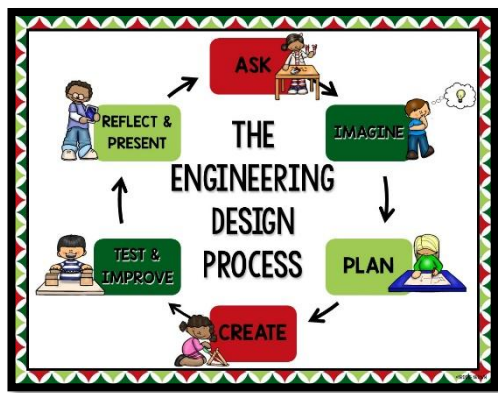 ASK
IMAGINE
PLAN
CREATE
TEST &
IMPROVE
REFLECT &
PRESENT
THE
ENGINEERING
DESIGN
PROCESS